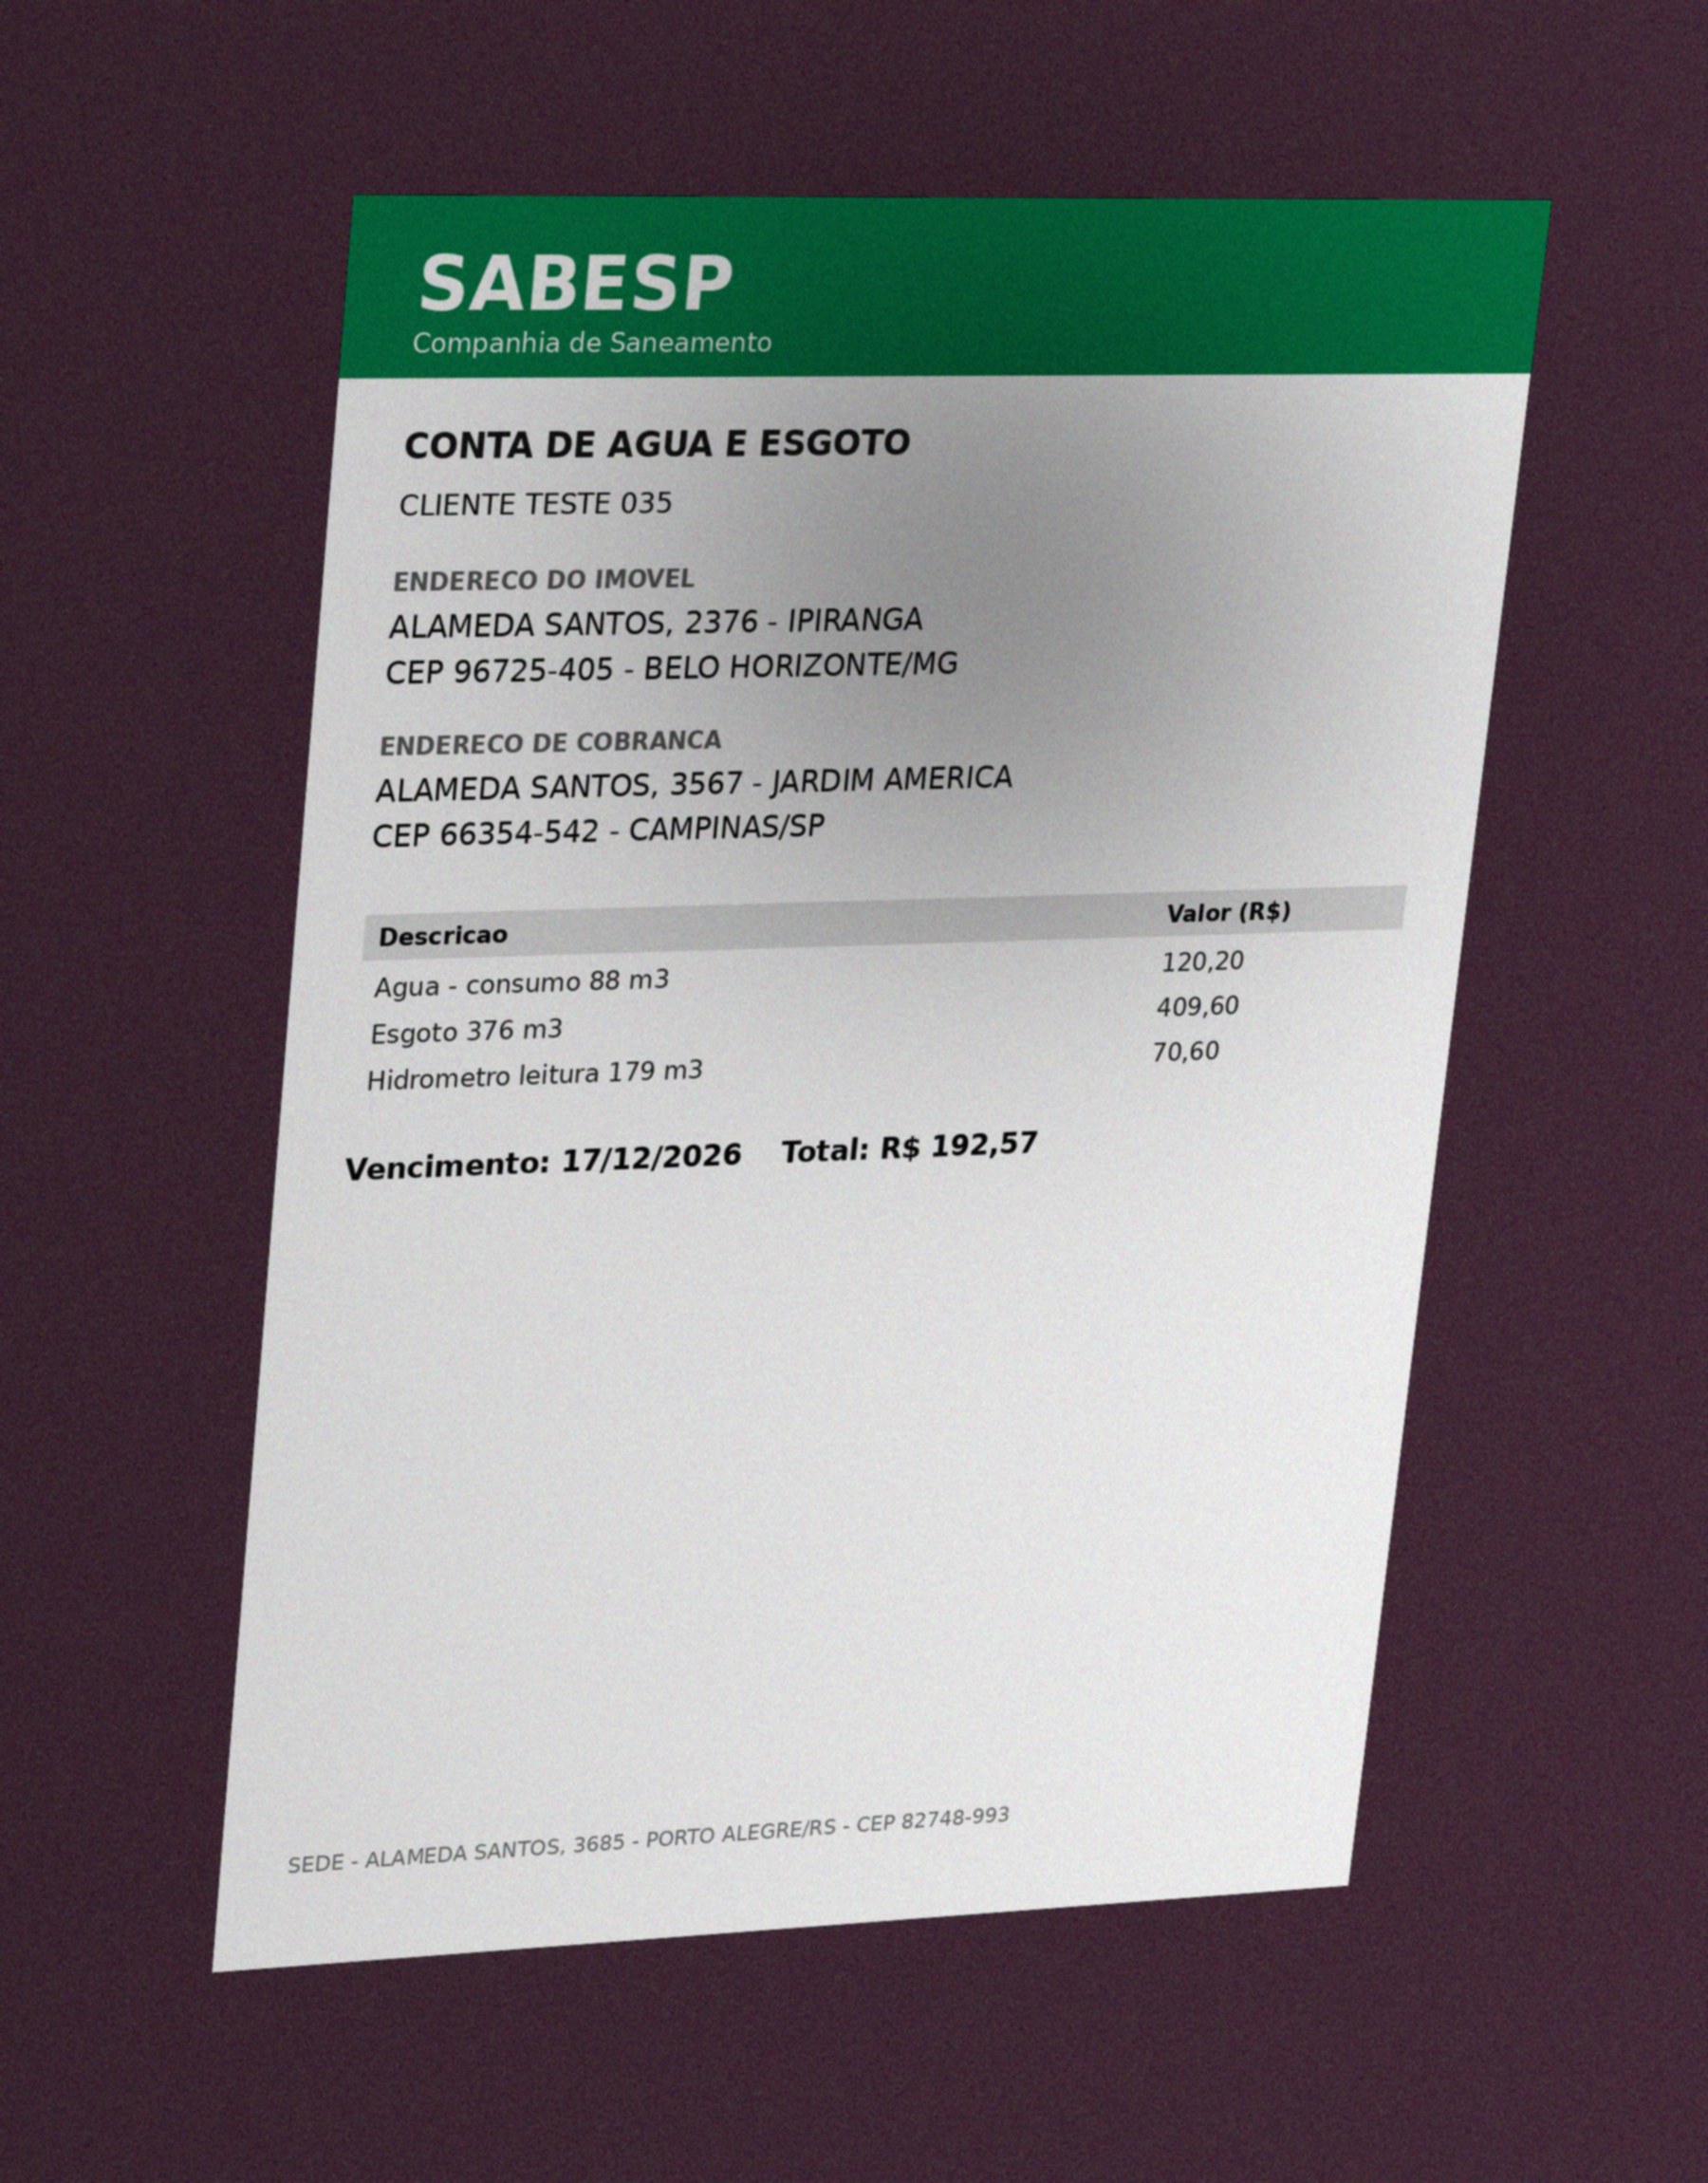 SABESP
Companhia de Saneamento
CONTA DE AGUA E ESGOTO
CLIENTE TESTE 035
ENDERECO DO IMOVEL
ALAMEDA SANTOS, 2376 - IPIRANGA
CEP 96725-405 - BELO HORIZONTE/MG
ENDERECO DE COBRANCA
ALAMEDA SANTOS, 3567 - JARDIM AMERICA
CEP 66354-542 - CAMPINAS/SP
Descricao Valor (R$)
Agua - consumo 88 m3 120,20
Esgoto 376 m3 409,60
Hidrometro leitura 179 m3 70,60
Vencimento: 17/12/2026 Total: R$ 192,57
SEDE - ALAMEDA SANTOS, 3685 - PORTO ALEGRE/RS - CEP 82748-993